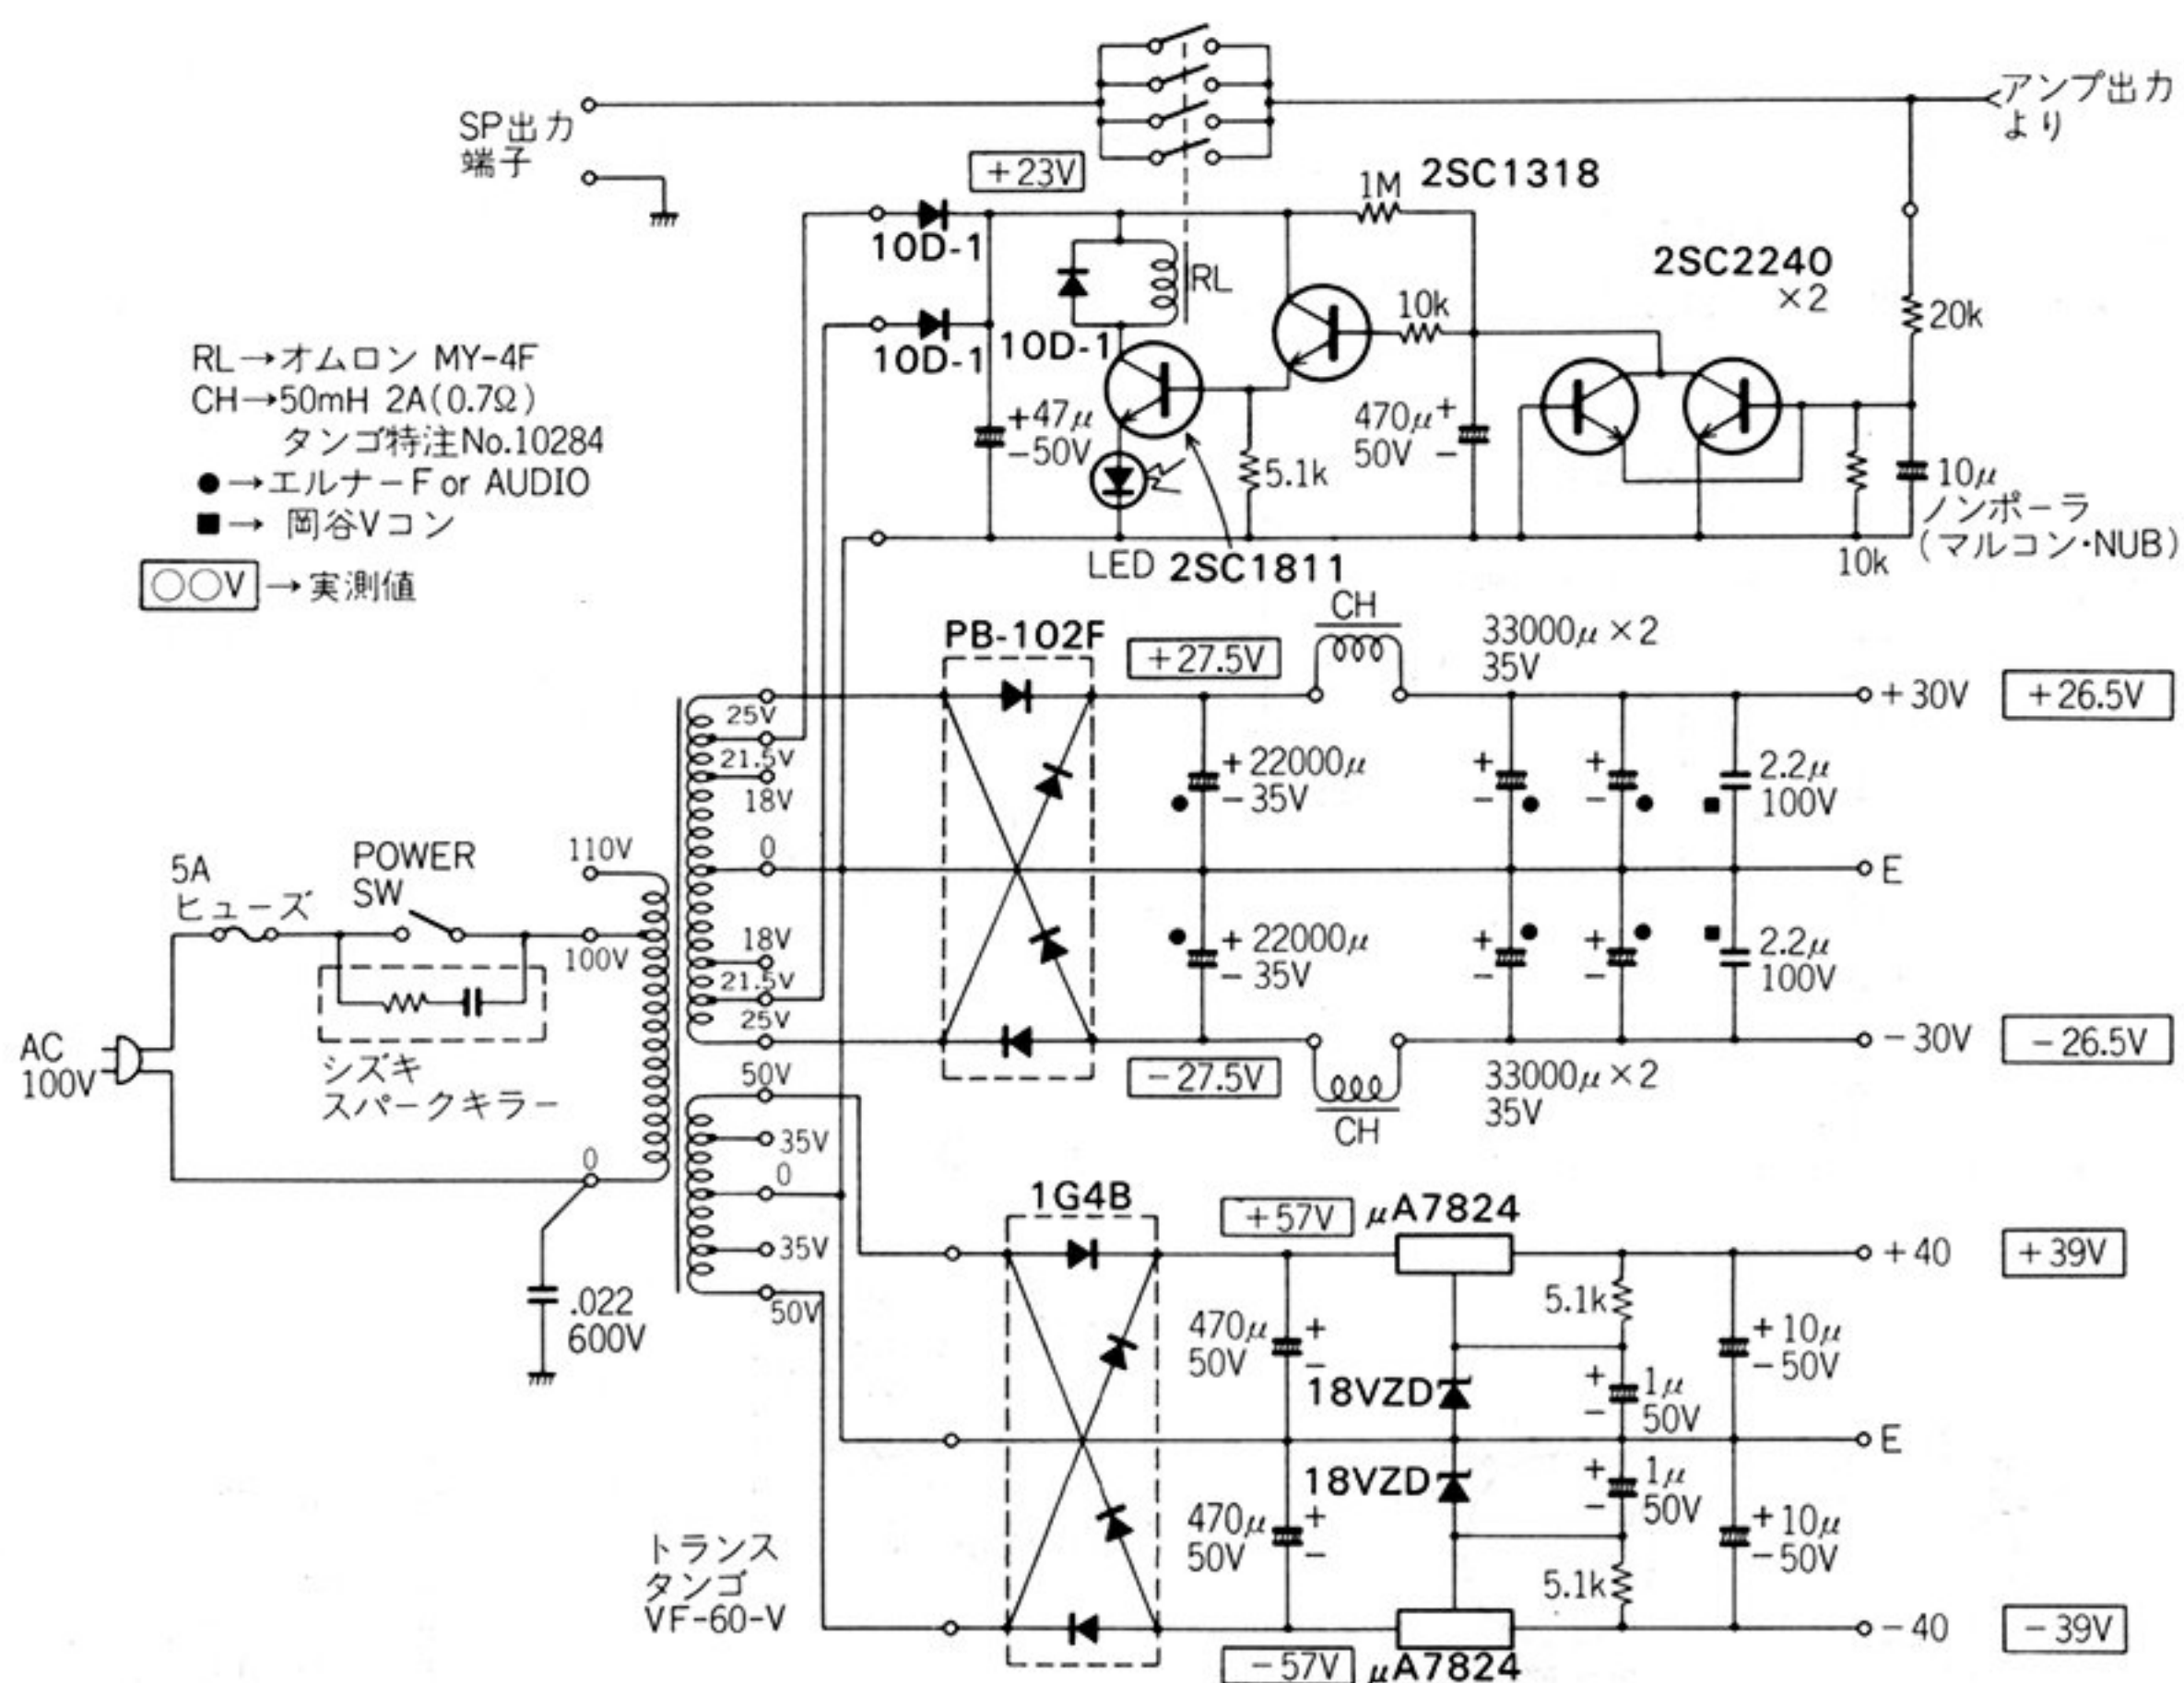 アンプ出力
より
SP出力
端子
+23V
1M
2SC1318
10D-1
RL
2SC2240
×2
10k
20k
10D-1
10D-1
RL→オムロン MY-4F
CH→50mH 2A(0.7Ω)
タンゴ特注No.10284
●→エルナーFor AUDIO
■→ 岡谷Vコン
○○V→実測値
+47μ
-50V
5.1k
470μ+
50V -
10μ
ノンポーラ
(マルコン・NUB)
10k
LED
2SC1811
PB-102F
+27.5V
CH
33000μ×2
35V
+30V
+26.5V
25V
21.5V
18V
0
18V
21.5V
25V
+22000μ
-35V
+
-
+
-
2.2μ
100V
E
+22000μ
-35V
+
-
+
-
2.2μ
100V
-30V
-26.5V
-27.5V
CH
33000μ×2
35V
5A
ヒューズ
POWER
SW
110V
100V
AC
100V
シズキ
スパークキラー
0
.022
600V
50V
35V
0
35V
50V
1G4B
+57V
μA7824
+40
+39V
470μ+
50V -
5.1k
18VZD
+1μ
-50V
+10μ
-50V
E
18VZD
+1μ
-50V
470μ+
50V -
+10μ
-50V
5.1k
トランス
タンゴ
VF-60-V
-57V
μA7824
-40
-39V